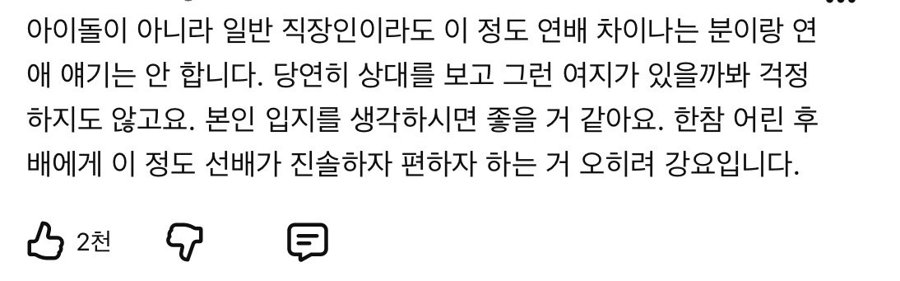 아이돌이 아니라 일반 직장인이라도 이 정도 연배 차이나는 분이랑 연
애 얘기는 안 합니다. 당연히 상대를 보고 그런 여지가 있을까봐 걱정
하지도 않고요. 본인 입지를 생각하시면 좋을 거 같아요. 한참 어린 후
배에게 이 정도 선배가 진솔하자 편하자 하는 거 오히려 강요입니다.
2천